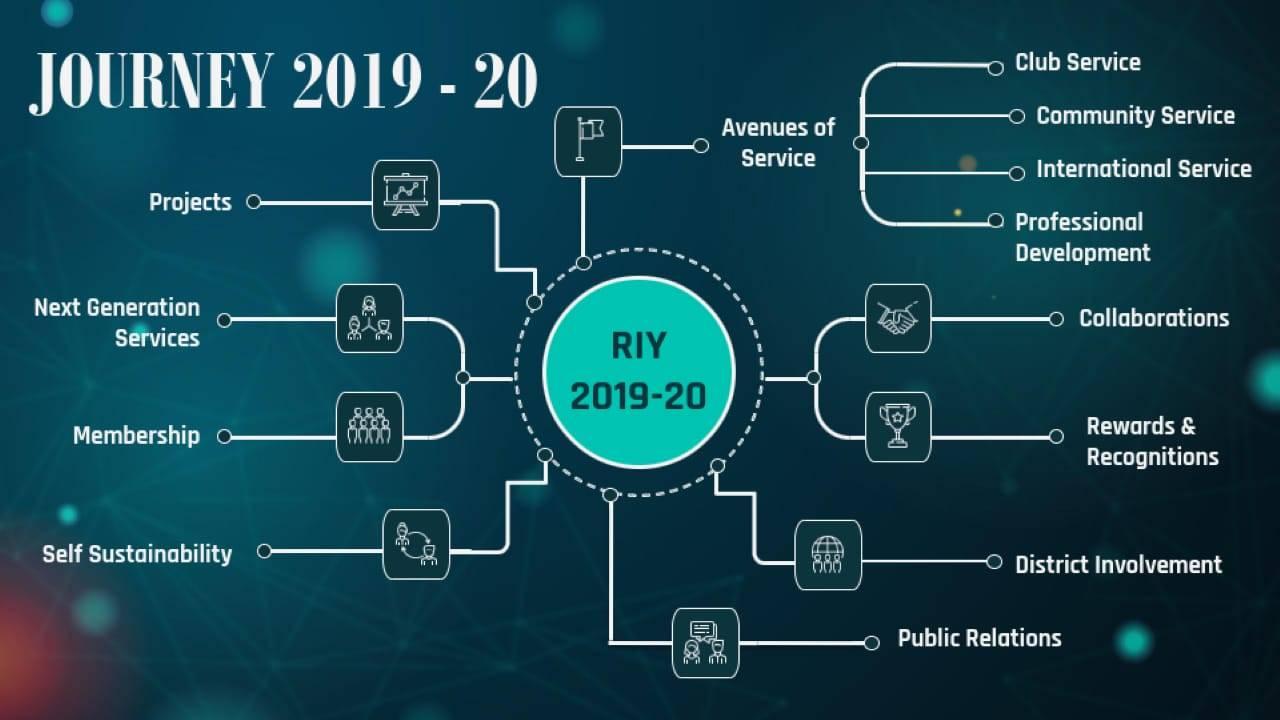 JOURNEY 2019 - 20
Avenues of
Service
Club Service
Community Service
International Service
Professional
Development
Projects
Next Generation
Services
Membership
Self Sustainability
RIY
2019-20
Collaborations
Rewards &
Recognitions
District Involvement
Public Relations